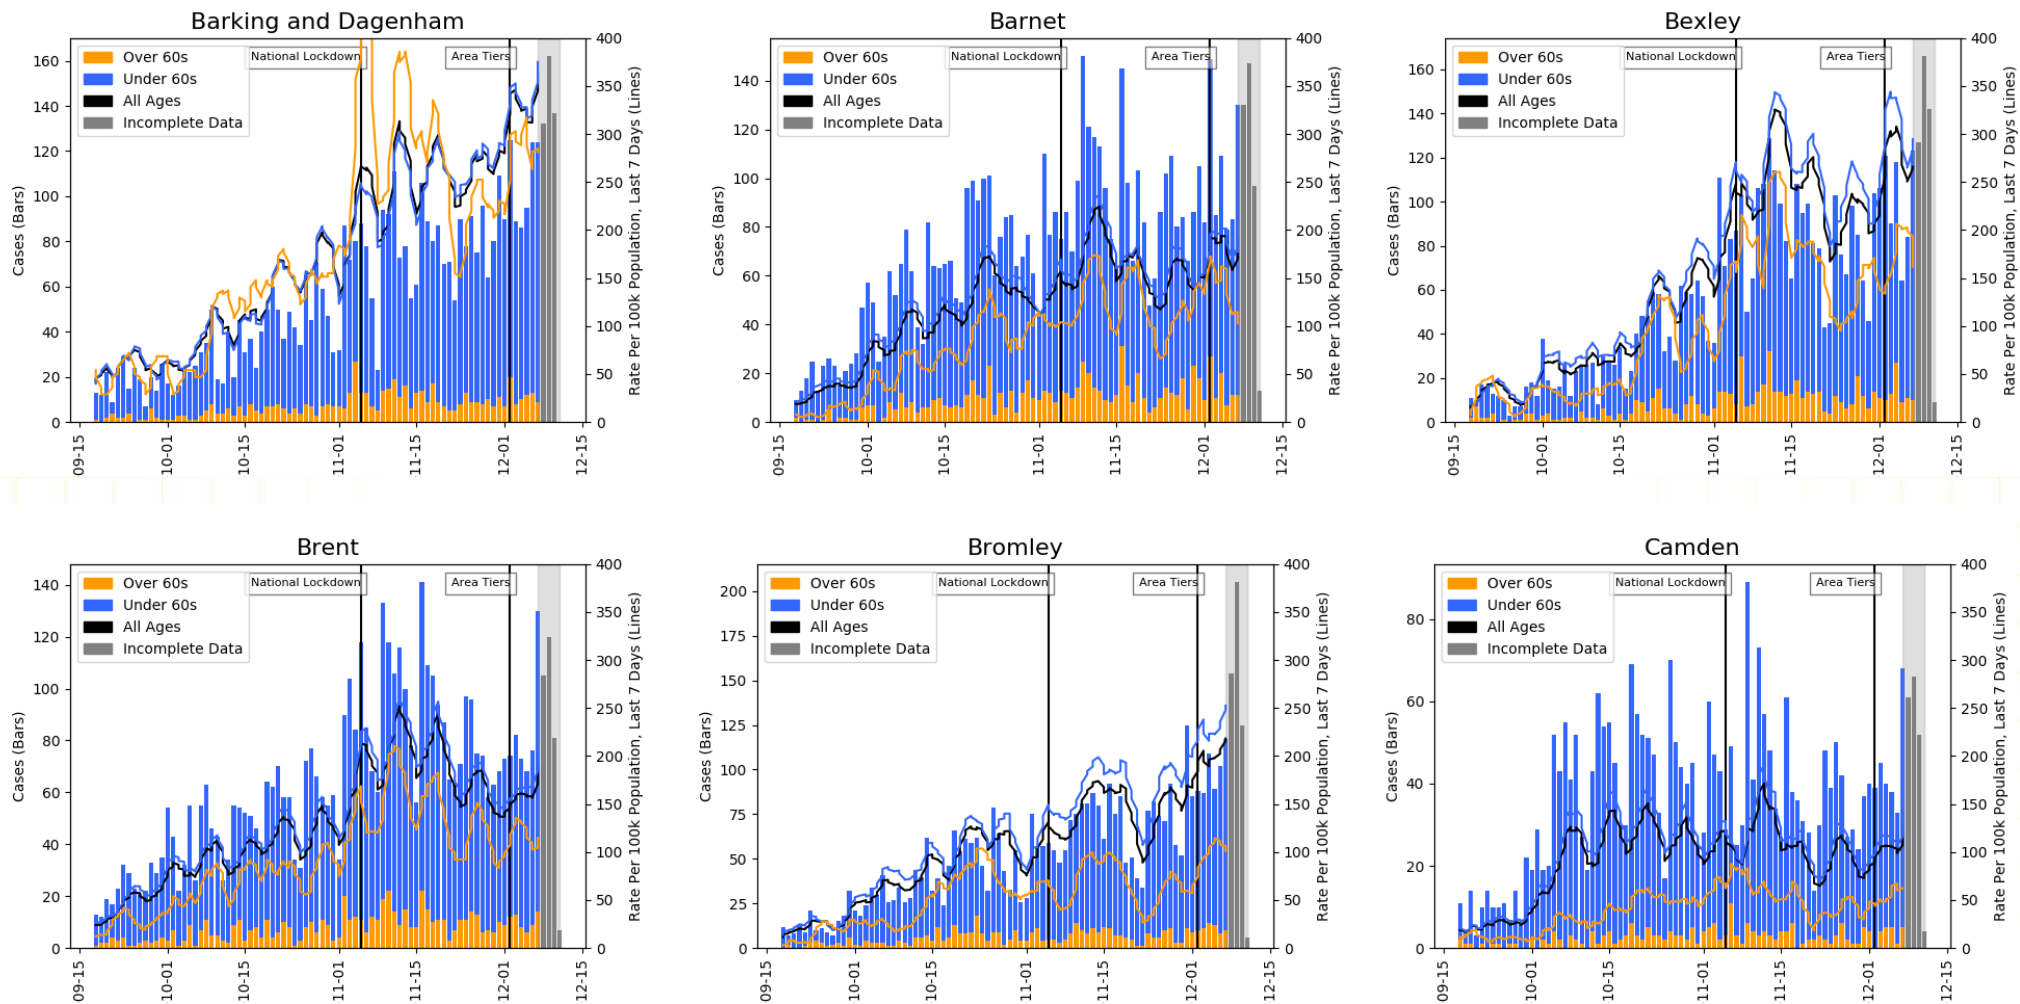 Barking and Dagenham
Over 60s
Under 60s
All Ages
Incomplete Data
National Lockdown
Area Tiers
Cases (Bars)
Rate Per 100k Population, Last 7 Days (Lines)
0
20
40
60
80
100
120
140
160
0
50
100
150
200
250
300
350
400
09-15
10-01
10-15
11-01
11-15
12-01
12-15
Barnet
Over 60s
Under 60s
All Ages
Incomplete Data
National Lockdown
Area Tiers
Cases (Bars)
Rate Per 100k Population, Last 7 Days (Lines)
0
20
40
60
80
100
120
140
0
50
100
150
200
250
300
350
400
09-15
10-01
10-15
11-01
11-15
12-01
12-15
Bexley
Over 60s
Under 60s
All Ages
Incomplete Data
National Lockdown
Area Tiers
Cases (Bars)
Rate Per 100k Population, Last 7 Days (Lines)
0
20
40
60
80
100
120
140
160
0
50
100
150
200
250
300
350
400
09-15
10-01
10-15
11-01
11-15
12-01
12-15
Brent
Over 60s
Under 60s
All Ages
Incomplete Data
National Lockdown
Area Tiers
Cases (Bars)
Rate Per 100k Population, Last 7 Days (Lines)
0
20
40
60
80
100
120
140
0
50
100
150
200
250
300
350
400
09-15
10-01
10-15
11-01
11-15
12-01
12-15
Bromley
Over 60s
Under 60s
All Ages
Incomplete Data
National Lockdown
Area Tiers
Cases (Bars)
Rate Per 100k Population, Last 7 Days (Lines)
0
25
50
75
100
125
150
175
200
0
50
100
150
200
250
300
350
400
09-15
10-01
10-15
11-01
11-15
12-01
12-15
Camden
Over 60s
Under 60s
All Ages
Incomplete Data
National Lockdown
Area Tiers
Cases (Bars)
Rate Per 100k Population, Last 7 Days (Lines)
0
20
40
60
80
0
50
100
150
200
250
300
350
400
09-15
10-01
10-15
11-01
11-15
12-01
12-15